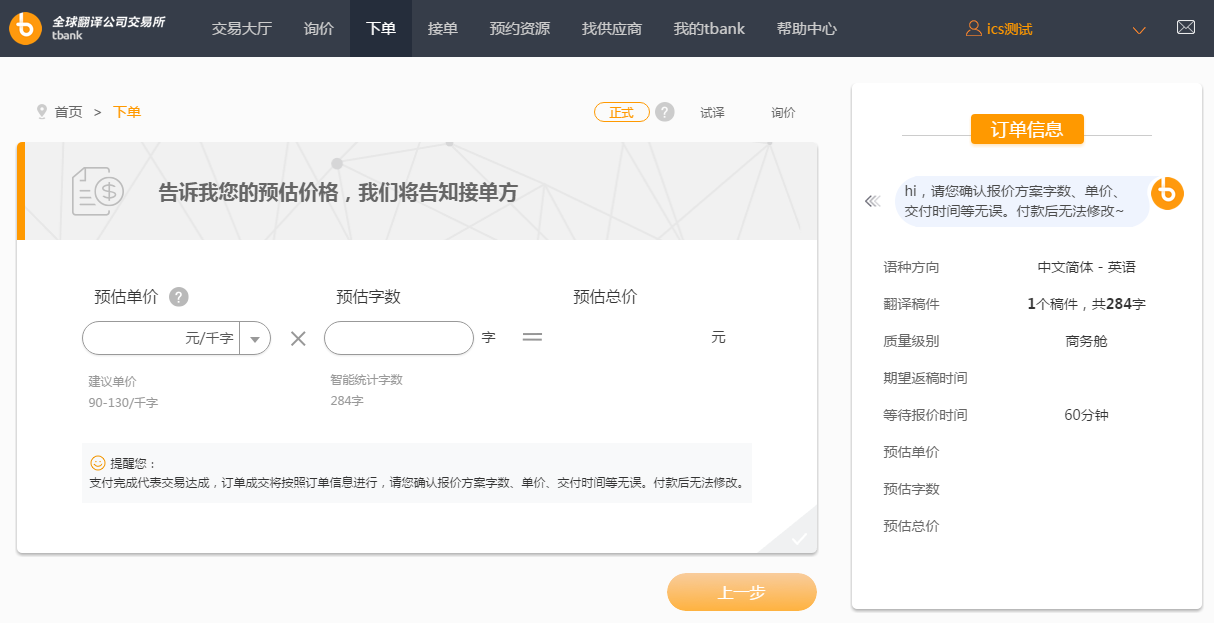 全球翻译公司交易所
tbank
交易大厅 询价 下单 接单 预约资源 找供应商 我的tbank 帮助中心
ics测试
首页 > 下单
正式 ? 试译 询价
告诉我您的预估价格，我们将告知接单方
预估单价 ? 预估字数 预估总价
元/千字 字 元
建议单价
90-130/千字
智能统计字数
284字
提醒您：
支付完成代表交易达成，订单成交将按照订单信息进行，请您确认报价方案字数、单价、交付时间等无误。付款后无法修改。
上一步
订单信息
hi，请您确认报价方案字数、单价、
交付时间等无误。付款后无法修改~
语种方向 中文简体 - 英语
翻译稿件 1个稿件，共284字
质量级别 商务舱
期望返稿时间
等待报价时间 60分钟
预估单价
预估字数
预估总价